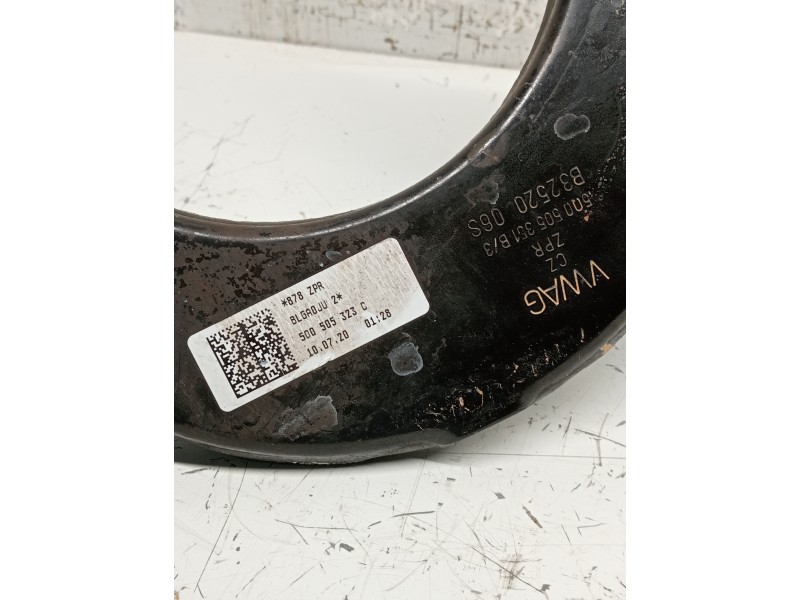 *878 ZPR
BLGA0JU 2*
5Q0 505 323 C
10.07.20 01:28
VWAG
CZ
ZPR
5Q0 505 351 B/3
B32520 06S